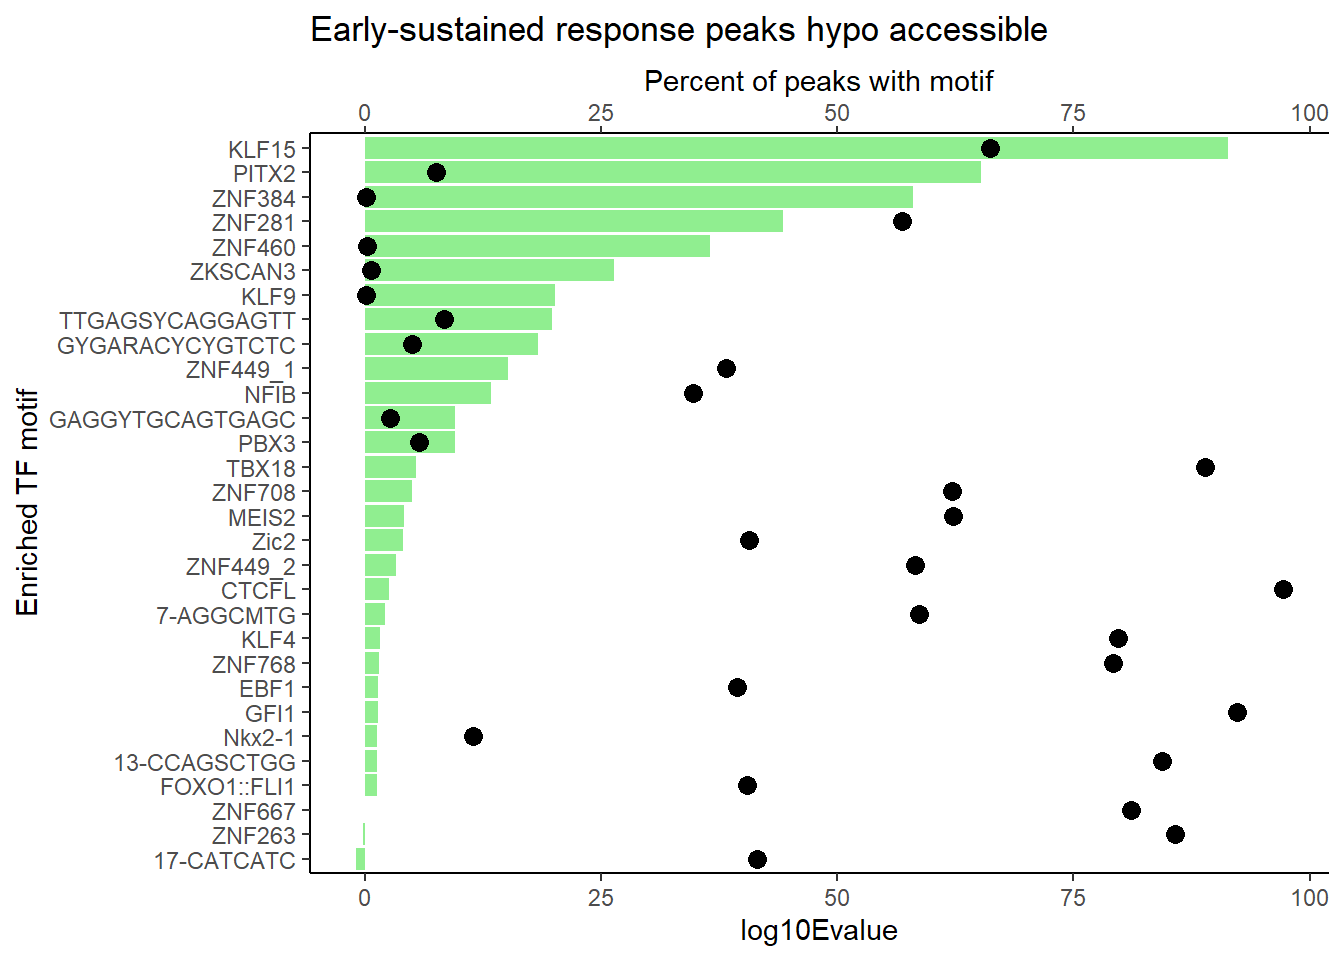 Early-sustained response peaks hypo accessible
Percent of peaks with motif
0 25 50 75 100
KLF15
PITX2
ZNF384
ZNF281
ZNF460
ZKSCAN3
KLF9
TTGAGSYCAGGAGTT
GYGARACYCYGTCTC
ZNF449_1
NFIB
GAGGYTGCAGTGAGC
PBX3
TBX18
ZNF708
MEIS2
Zic2
ZNF449_2
CTCFL
7-AGGCMTG
KLF4
ZNF768
EBF1
GFI1
Nkx2-1
13-CCAGSCTGG
FOXO1::FLI1
ZNF667
ZNF263
17-CATCATC
Enriched TF motif
0 25 50 75 100
log10Evalue